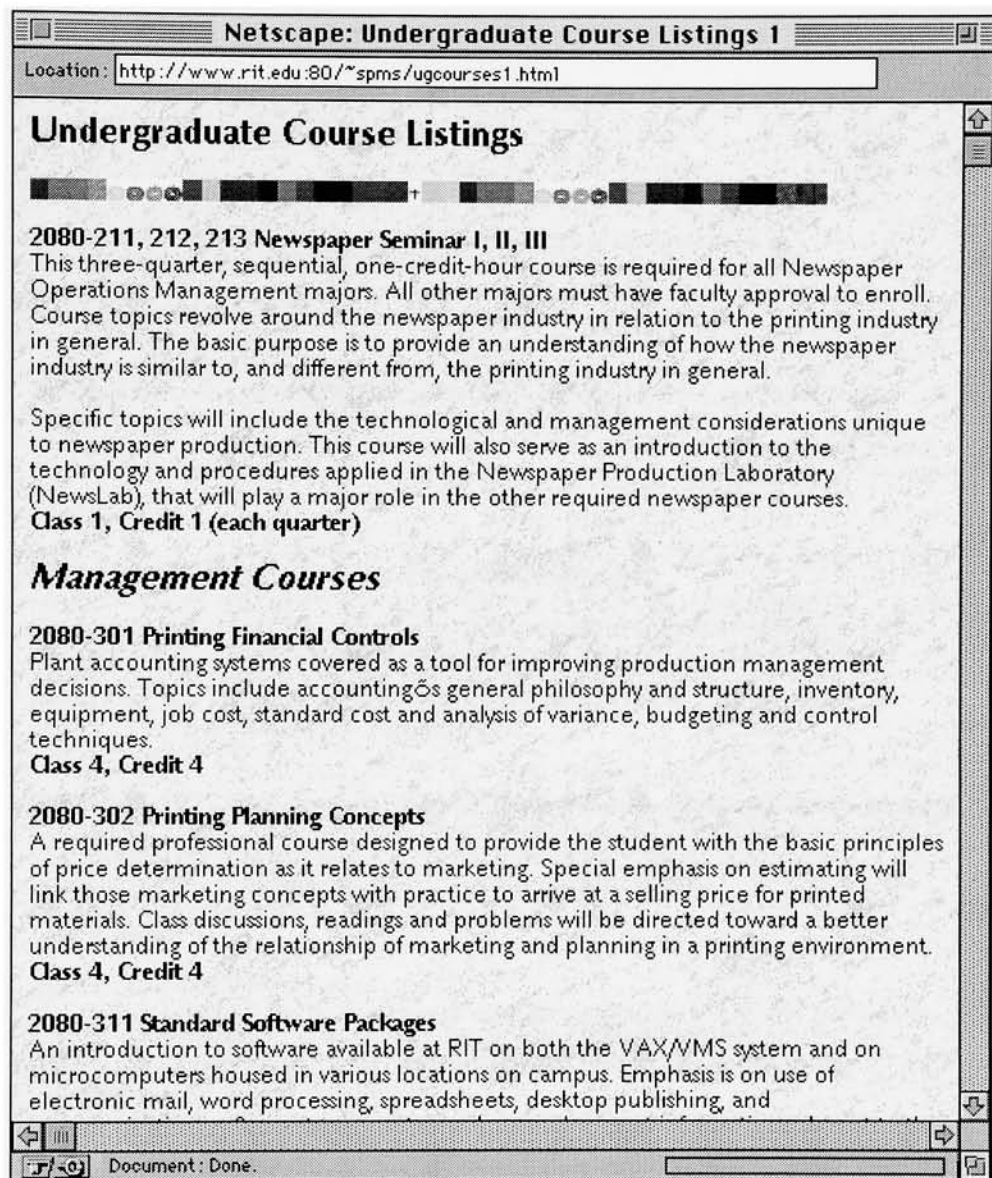 Netscape: Undergraduate Course Listings 1
Location: http://www.rit.edu:80/~spms/ugcourses1.html
Undergraduate Course Listings
2080-211, 212, 213 Newspaper Seminar I, II, III
This three-quarter, sequential, one-credit-hour course is required for all Newspaper
Operations Management majors. All other majors must have faculty approval to enroll.
Course topics revolve around the newspaper industry in relation to the printing industry
in general. The basic purpose is to provide an understanding of how the newspaper
industry is similar to, and different from, the printing industry in general.
Specific topics will include the technological and management considerations unique
to newspaper production. This course will also serve as an introduction to the
technology and procedures applied in the Newspaper Production Laboratory
(NewsLab), that will play a major role in the other required newspaper courses.
Class 1, Credit 1 (each quarter)
Management Courses
2080-301 Printing Financial Controls
Plant accounting systems covered as a tool for improving production management
decisions. Topics include accountingõs general philosophy and structure, inventory,
equipment, job cost, standard cost and analysis of variance, budgeting and control
techniques.
Class 4, Credit 4
2080-302 Printing Planning Concepts
A required professional course designed to provide the student with the basic principles
of price determination as it relates to marketing. Special emphasis on estimating will
link those marketing concepts with practice to arrive at a selling price for printed
materials. Class discussions, readings and problems will be directed toward a better
understanding of the relationship of marketing and planning in a printing environment.
Class 4, Credit 4
2080-311 Standard Software Packages
An introduction to software available at RIT on both the VAX/VMS system and on
microcomputers housed in various locations on campus. Emphasis is on use of
electronic mail, word processing, spreadsheets, desktop publishing, and
Document: Done.